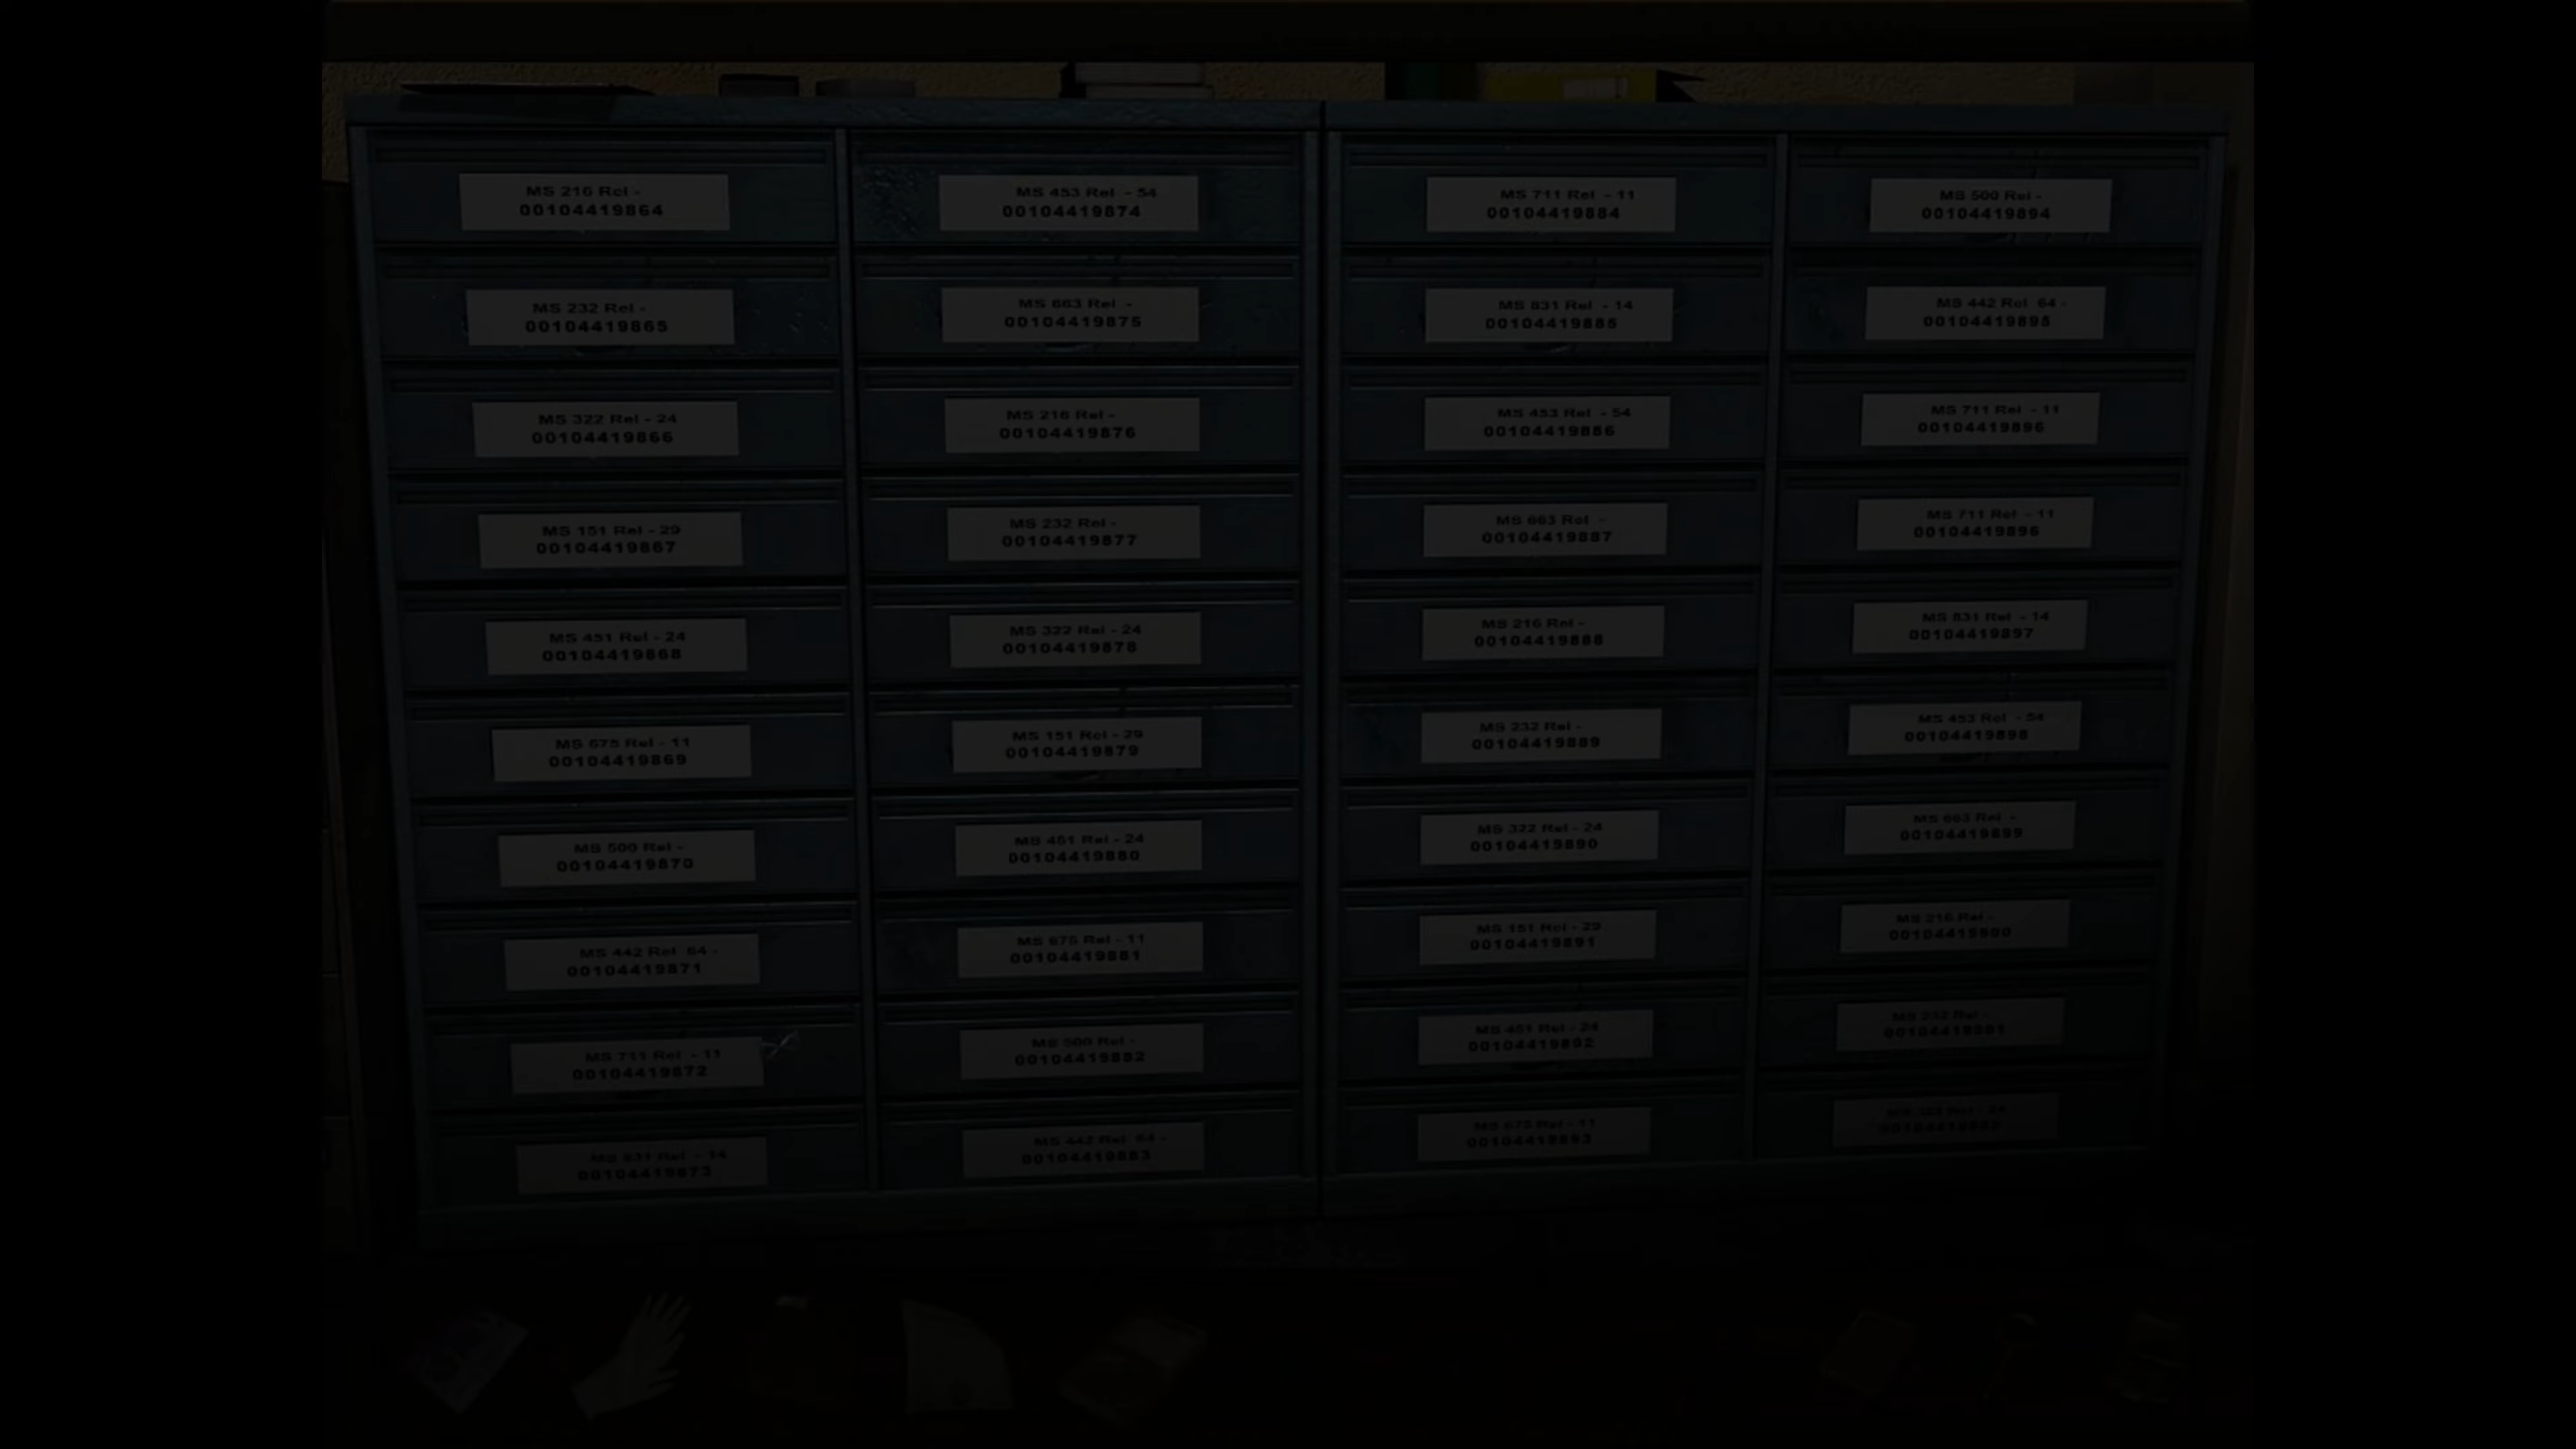 MS 216 Rel -
00104419864
MS 232 Rel -
00104419865
MS 322 Rel - 24
00104419866
MS 151 Rel - 29
00104419867
MS 451 Rel - 24
00104419868
MS 675 Rel - 11
00104419869
MS 500 Rel -
00104419870
MS 442 Rel 64 -
00104419871
MS 711 Rel - 11
00104419872
MS 831 Rel - 14
00104419873
MS 453 Rel - 54
00104419874
MS 663 Rel -
00104419875
MS 216 Rel -
00104419876
MS 232 Rel -
00104419877
MS 322 Rel - 24
00104419878
MS 151 Rel - 29
00104419879
MS 451 Rel - 24
00104419880
MS 675 Rel - 11
00104419881
MS 500 Rel -
00104419882
MS 442 Rel 64 -
00104419883
MS 711 Rel - 11
00104419884
MS 831 Rel - 14
00104419885
MS 453 Rel - 54
00104419886
MS 663 Rel -
00104419887
MS 216 Rel -
00104419888
MS 232 Rel -
00104419889
MS 322 Rel - 24
00104419890
MS 151 Rel - 29
00104419891
MS 451 Rel - 24
00104419892
MS 675 Rel - 11
00104419893
MS 500 Rel -
00104419894
MS 442 Rel 64 -
00104419895
MS 711 Rel - 11
00104419896
MS 711 Rel - 11
00104419896
MS 831 Rel - 14
00104419897
MS 453 Rel - 54
00104419898
MS 663 Rel -
00104419899
MS 216 Rel -
00104419900
MS 232 Rel -
MS 322 Rel - 24